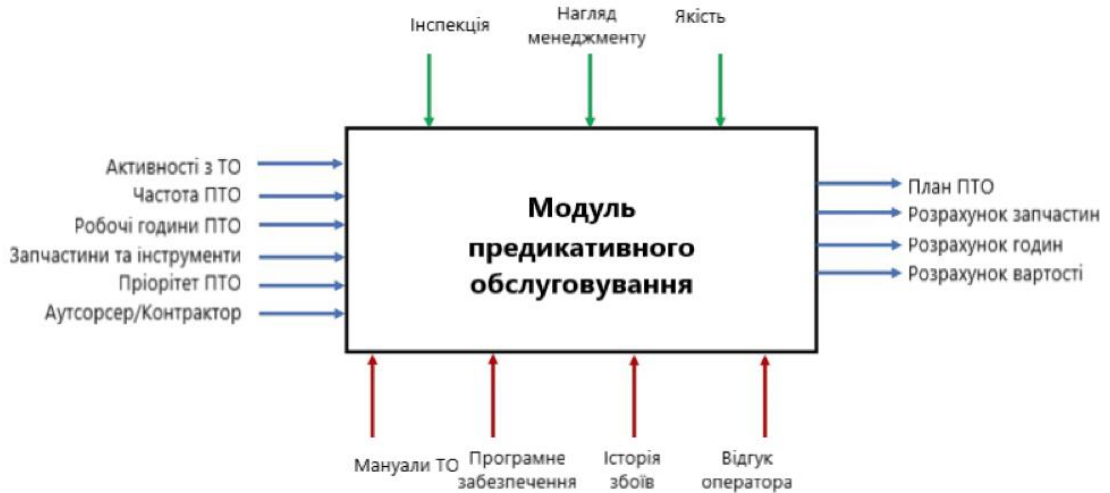 Інспекція
Нагляд
менеджменту
Якість
Активності з ТО
Частота ПТО
Робочі години ПТО
Запчастини та інструменти
Пріорітет ПТО
Аутсорсер/Контрактор
Модуль
предикативного
обслуговування
План ПТО
Розрахунок запчастин
Розрахунок годин
Розрахунок вартості
Мануали ТО
Програмне
забезпечення
Історія
збоїв
Відгук
оператора